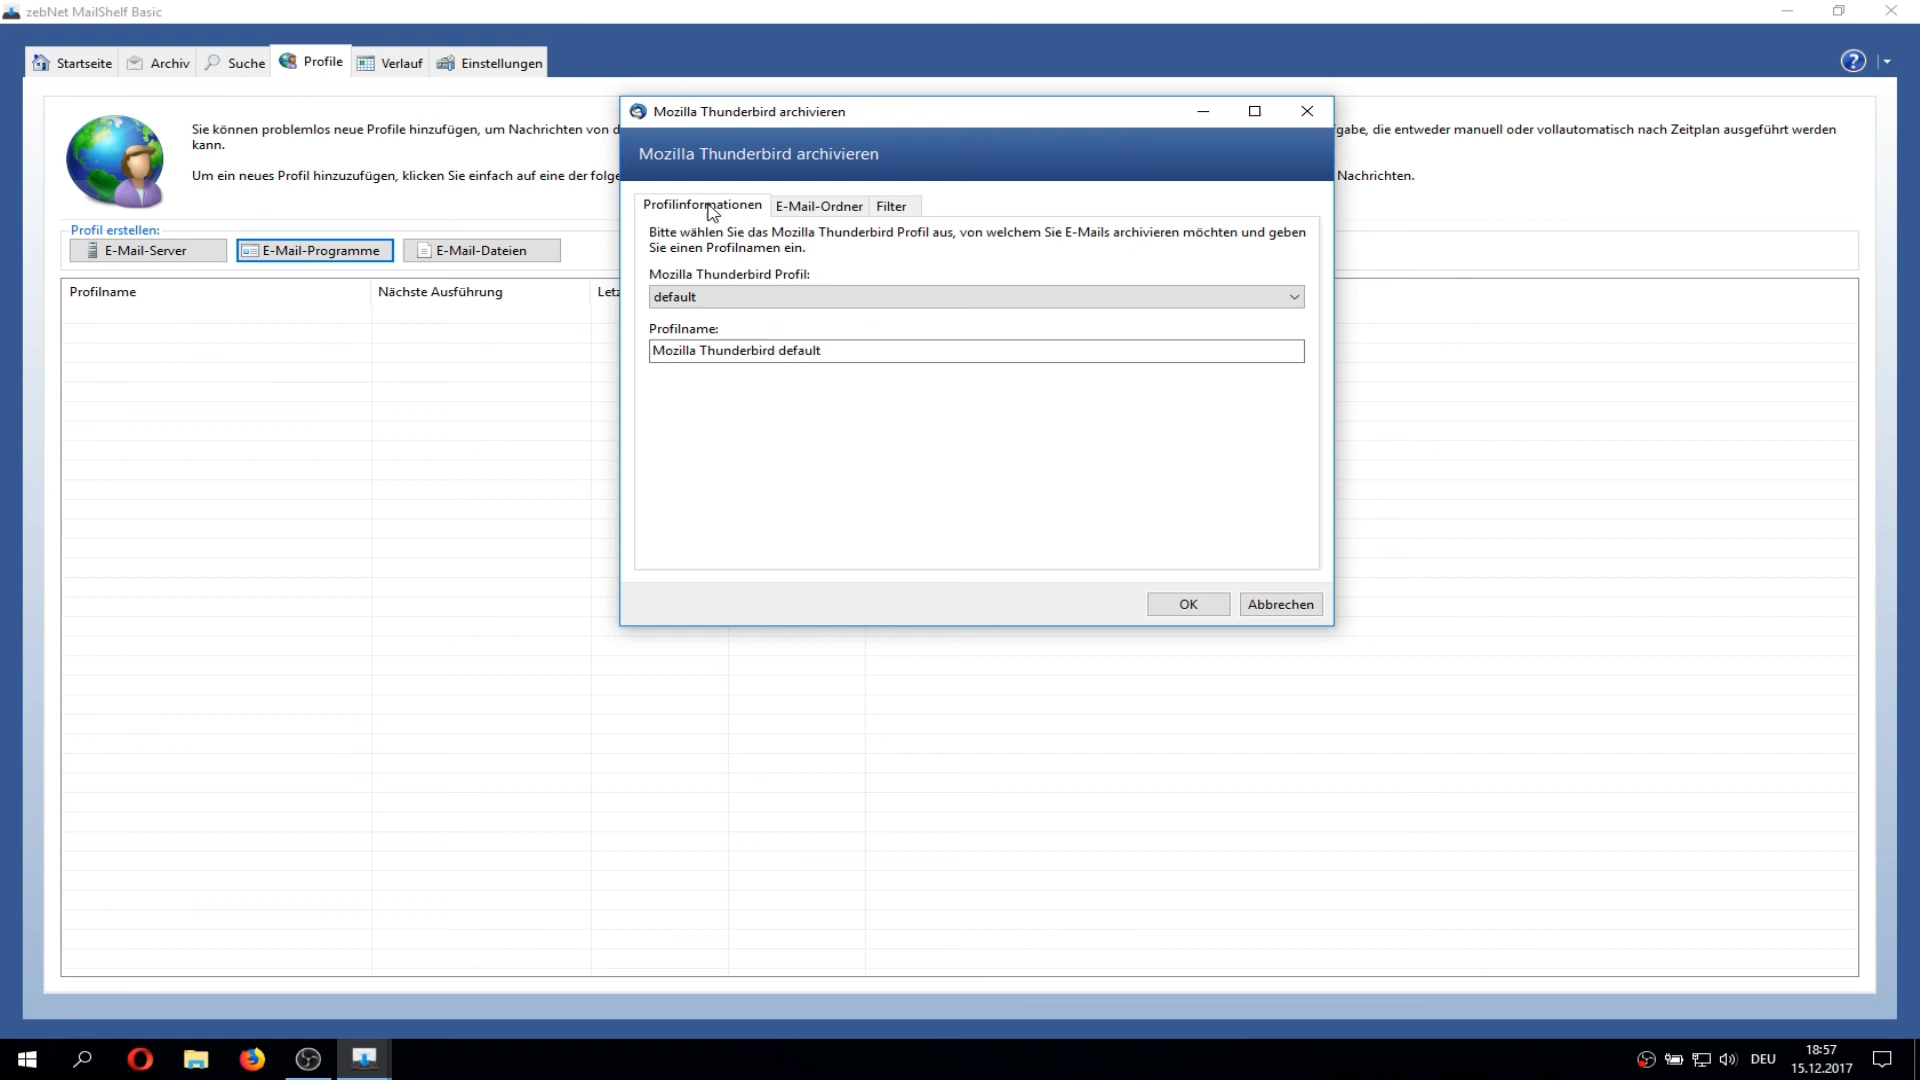 zebNet MailShelf Basic
Startseite
Archiv
Suche
Profile
Verlauf
Einstellungen
Sie können problemlos neue Profile hinzufügen, um Nachrichten von d
gabe, die entweder manuell oder vollautomatisch nach Zeitplan ausgeführt werden
kann.
Um ein neues Profil hinzuzufügen, klicken Sie einfach auf eine der folge
Nachrichten.
Profil erstellen:
E-Mail-Server
E-Mail-Programme
E-Mail-Dateien
Profilname
Nächste Ausführung
Letz
Mozilla Thunderbird archivieren
Mozilla Thunderbird archivieren
Profilinformationen
E-Mail-Ordner
Filter
Bitte wählen Sie das Mozilla Thunderbird Profil aus, von welchem Sie E-Mails archivieren möchten und geben
Sie einen Profilnamen ein.
Mozilla Thunderbird Profil:
default
Profilname:
Mozilla Thunderbird default
OK
Abbrechen
DEU
18:57
15.12.2017